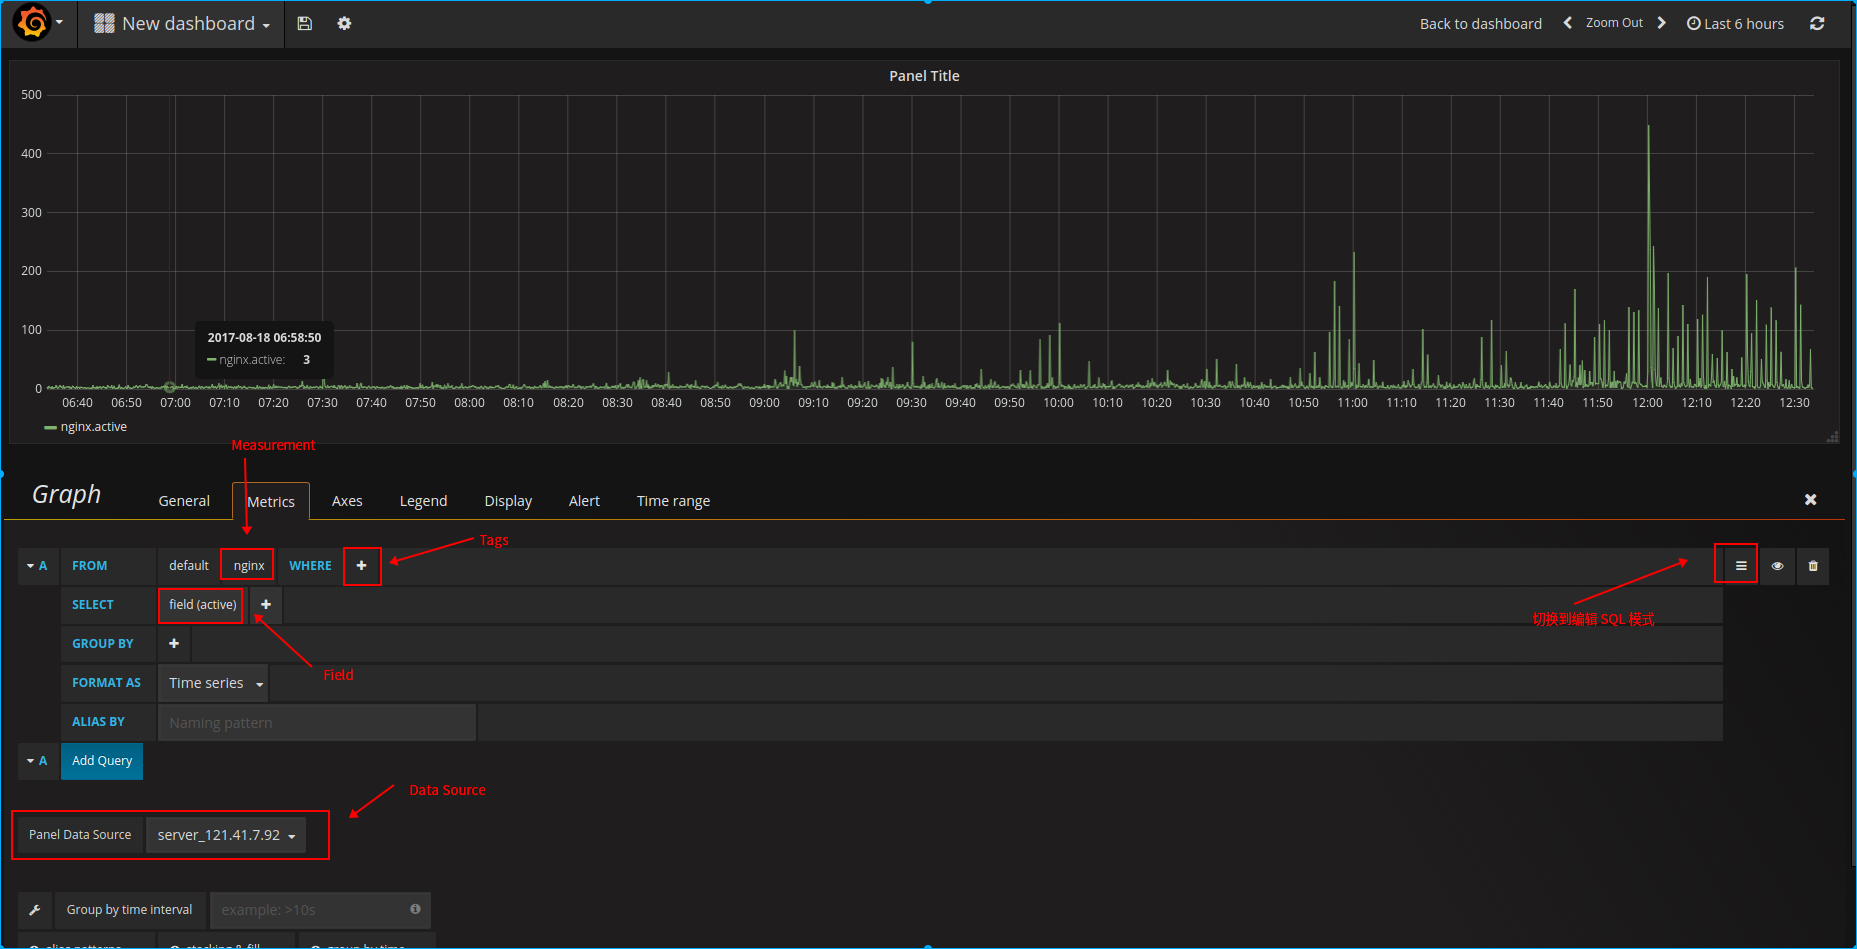 New dashboard
Back to dashboard Zoom Out Last 6 hours
Panel Title
500
400
300
200
100
0
2017-08-18 06:58:50
nginx.active: 3
06:40 06:50 07:00 07:10 07:20 07:30 07:40 07:50 08:00 08:10 08:20 08:30 08:40 08:50 09:00 09:10 09:20 09:30 09:40 09:50 10:00 10:10 10:20 10:30 10:40 10:50 11:00 11:10 11:20 11:30 11:40 11:50 12:00 12:10 12:20 12:30
nginx.active
Measurement
Graph General Metrics Axes Legend Display Alert Time range
Tags
A FROM default nginx WHERE
SELECT field (active)
切换到编辑 SQL 模式
GROUP BY
Field
FORMAT AS Time series
ALIAS BY Naming pattern
A Add Query
Data Source
Panel Data Source server_121.41.7.92
Group by time interval example: >10s
alias patterns stacking & fill group by time